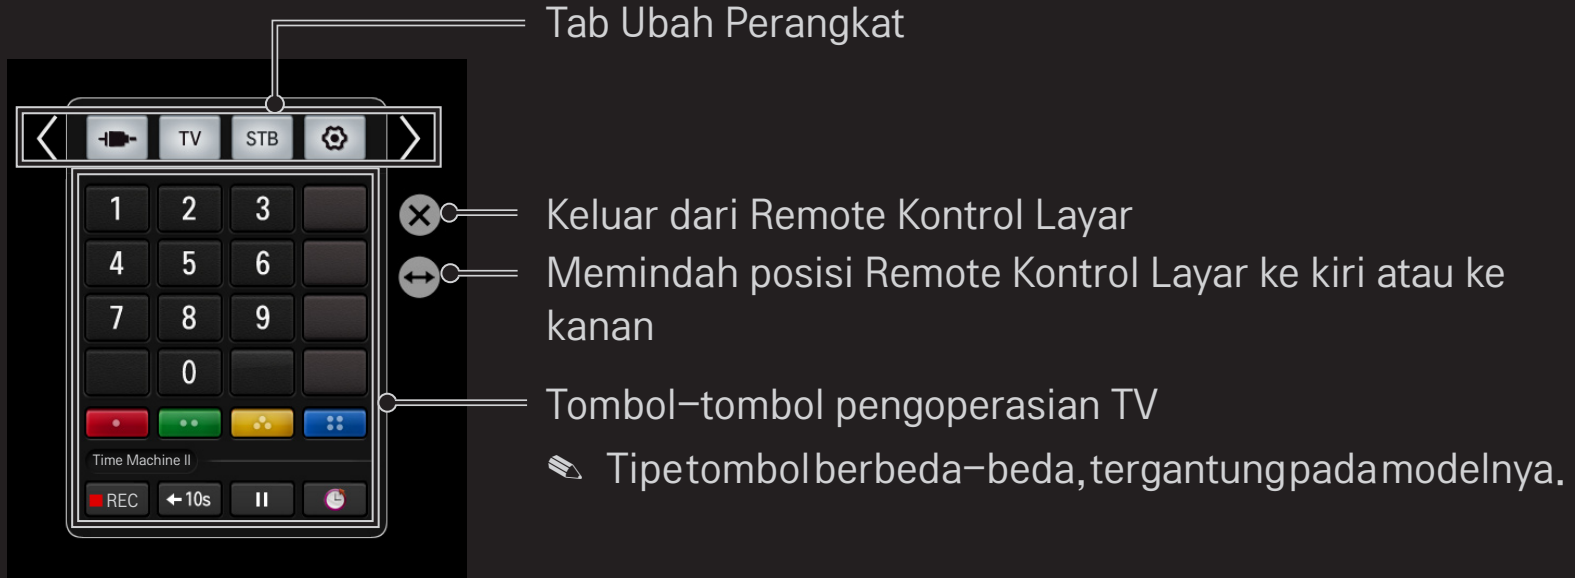 Tab Ubah Perangkat
TV STB
1 2 3
Keluar dari Remote Kontrol Layar
4 5 6
Memindah posisi Remote Kontrol Layar ke kiri atau ke
kanan
7 8 9
0
Tombol-tombol pengoperasian TV
Time Machine II
Tipe tombol berbeda-beda, tergantung pada modelnya.
REC 10s